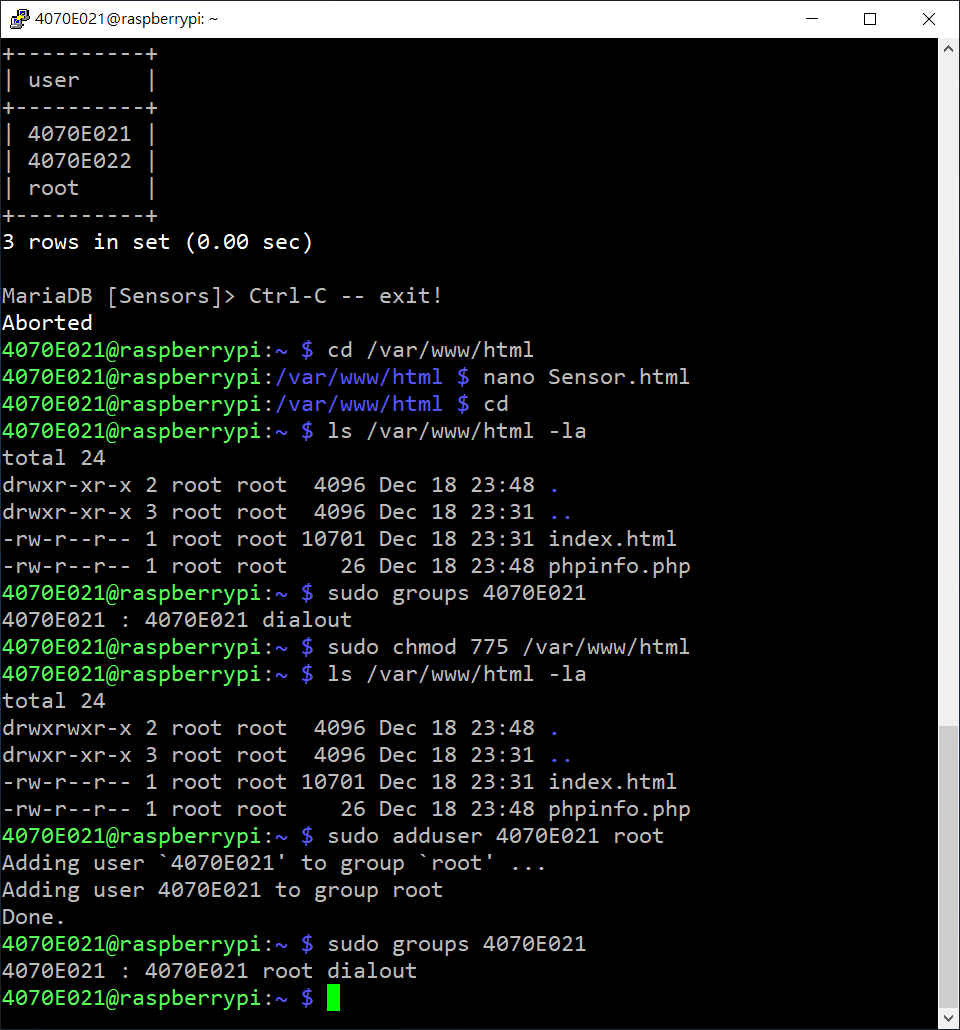 4070E021@raspberrypi: ~
+----------+
| user     |
+----------+
| 4070E021 |
| 4070E022 |
| root     |
+----------+
3 rows in set (0.00 sec)

MariaDB [Sensors]> Ctrl-C -- exit!
Aborted
4070E021@raspberrypi:~ $ cd /var/www/html
4070E021@raspberrypi:/var/www/html $ nano Sensor.html
4070E021@raspberrypi:/var/www/html $ cd
4070E021@raspberrypi:~ $ ls /var/www/html -la
total 24
drwxr-xr-x 2 root root  4096 Dec 18 23:48 .
drwxr-xr-x 3 root root  4096 Dec 18 23:31 ..
-rw-r--r-- 1 root root 10701 Dec 18 23:31 index.html
-rw-r--r-- 1 root root    26 Dec 18 23:48 phpinfo.php
4070E021@raspberrypi:~ $ sudo groups 4070E021
4070E021 : 4070E021 dialout
4070E021@raspberrypi:~ $ sudo chmod 775 /var/www/html
4070E021@raspberrypi:~ $ ls /var/www/html -la
total 24
drwxrwxr-x 2 root root  4096 Dec 18 23:48 .
drwxr-xr-x 3 root root  4096 Dec 18 23:31 ..
-rw-r--r-- 1 root root 10701 Dec 18 23:31 index.html
-rw-r--r-- 1 root root    26 Dec 18 23:48 phpinfo.php
4070E021@raspberrypi:~ $ sudo adduser 4070E021 root
Adding user `4070E021' to group `root' ...
Adding user 4070E021 to group root
Done.
4070E021@raspberrypi:~ $ sudo groups 4070E021
4070E021 : 4070E021 root dialout
4070E021@raspberrypi:~ $